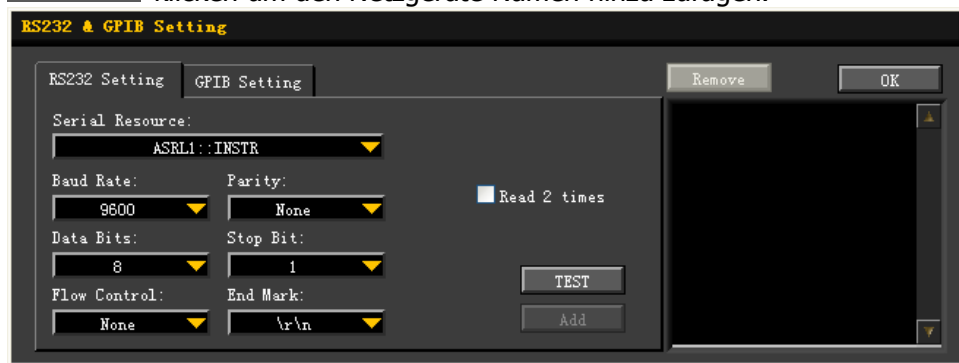 Klicken um den Netzgeräte Namen hinzu zufügen.
RS232 & GPIB Setting
RS232 Setting GPIB Setting
Remove OK
Serial Resource:
ASRL1::INSTR
Baud Rate: Parity:
9600 None
Read 2 times
Data Bits: Stop Bit:
8 1
TEST
Flow Control: End Mark:
None \r\n
Add